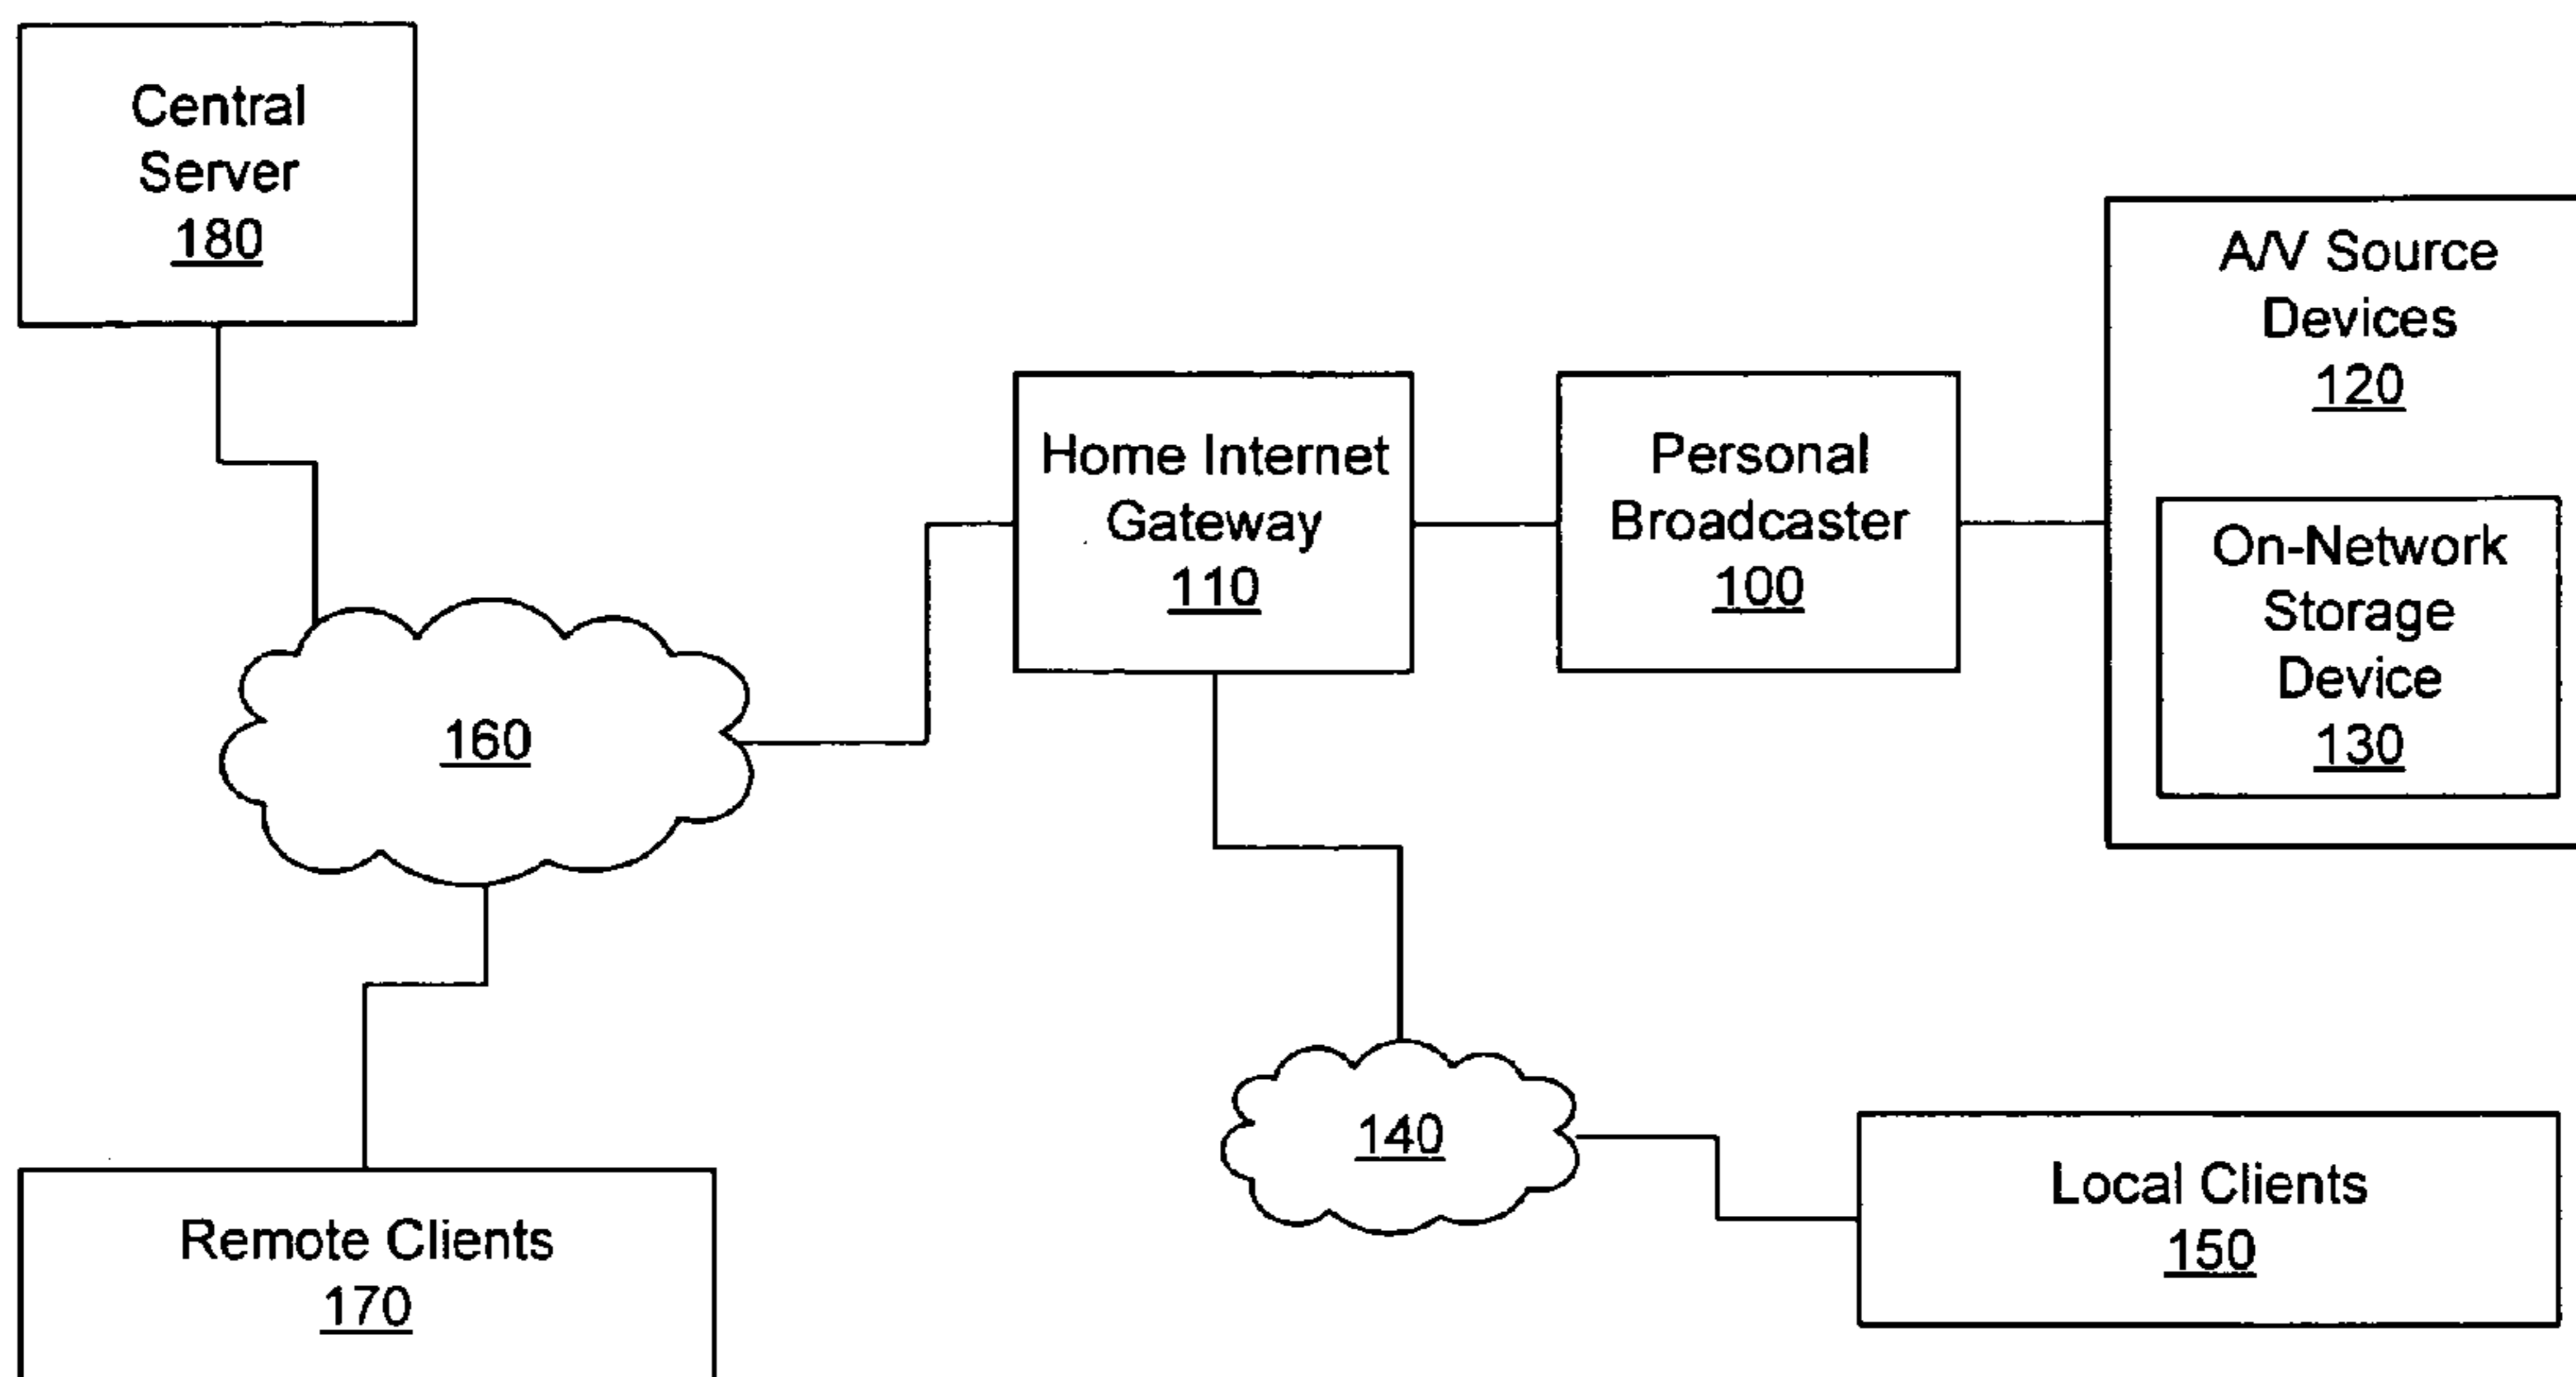 Central
Server
180
A/V Source
Devices
120
Home Internet
Gateway
110
Personal
Broadcaster
100
On-Network
Storage
Device
130
160
140
Local Clients
150
Remote Clients
170